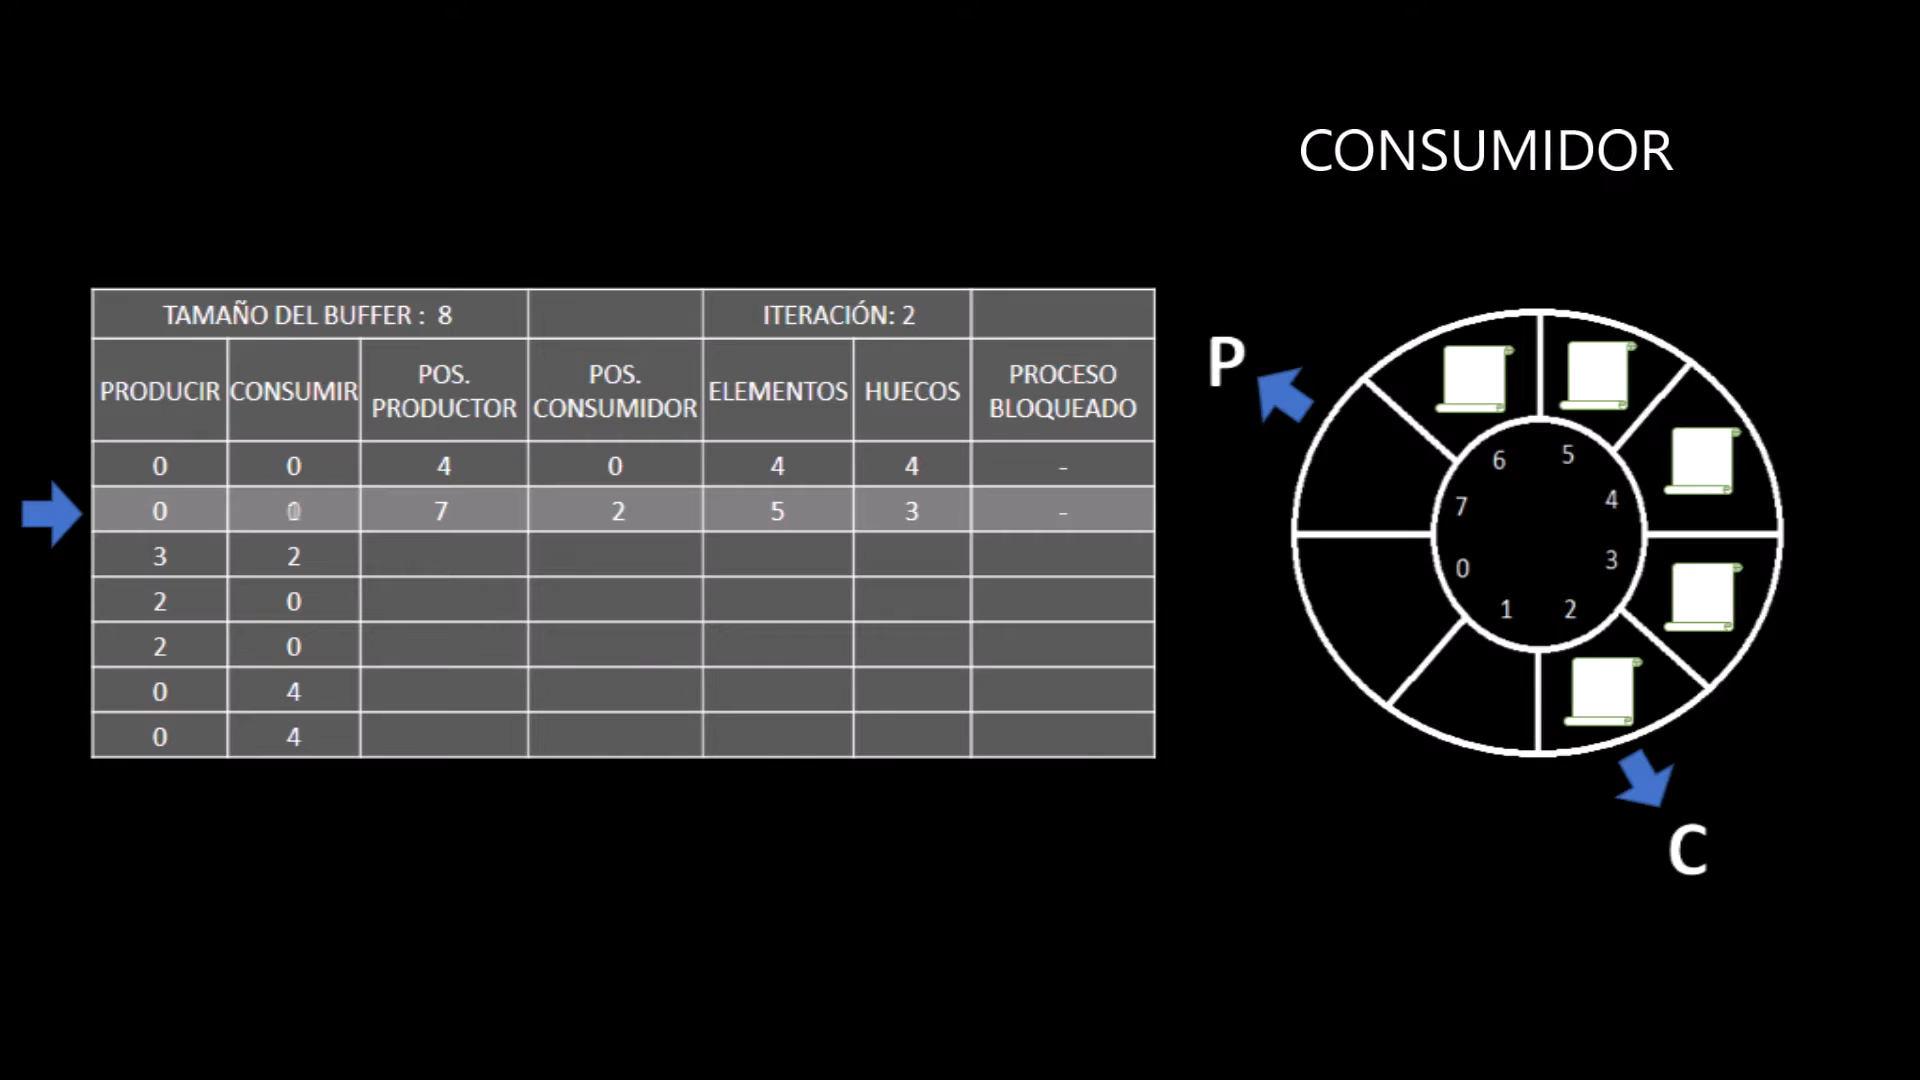 CONSUMIDOR
TAMAÑO DEL BUFFER : 8 ITERACIÓN: 2
PRODUCIR CONSUMIR POS. PRODUCTOR POS. CONSUMIDOR ELEMENTOS HUECOS PROCESO BLOQUEADO
0 0 4 0 4 4 -
0 7 2 5 3 -
3 2
2 0
2 0
0 4
0 4
P
6 5
7 4
0 3
1 2
C